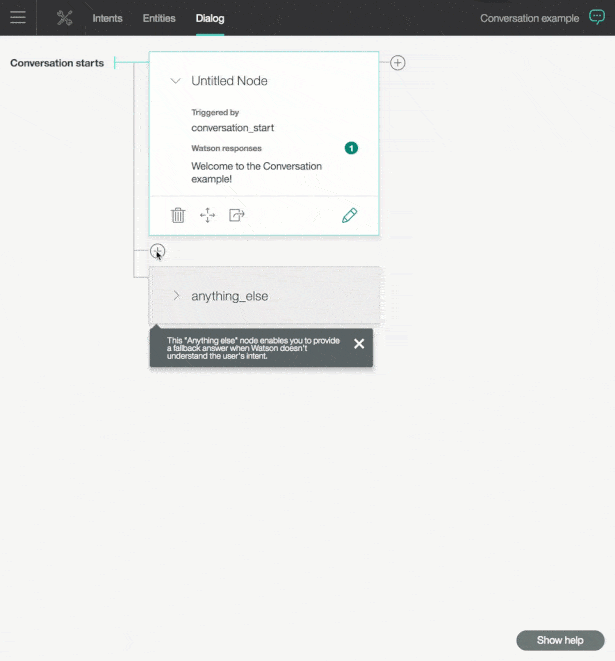 Intents Entities Dialog Conversation example
Conversation starts
Untitled Node
Triggered by
conversation_start
Watson responses 1
Welcome to the Conversation
example!
anything_else
This "Anything else" node enables you to provide
a fallback answer when Watson doesn't
understand the user's intent.
Show help